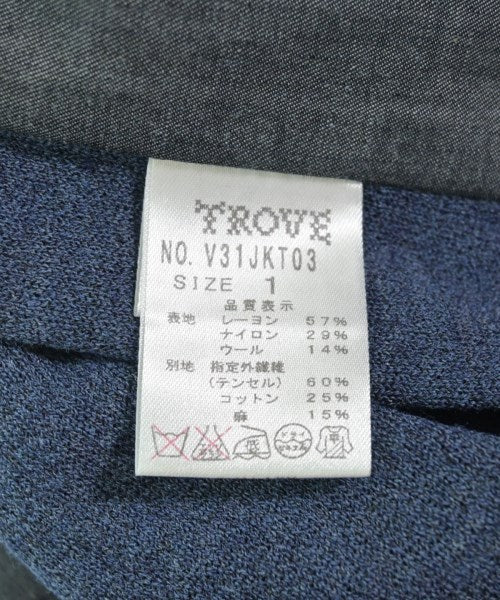 TROVE
NO. V31JKT03
SIZE 1
品質表示
表地 レーヨン 57%
ナイロン 29%
ウール 14%
別地 指定外繊維
(テンセル) 60%
コットン 25%
麻 15%
低